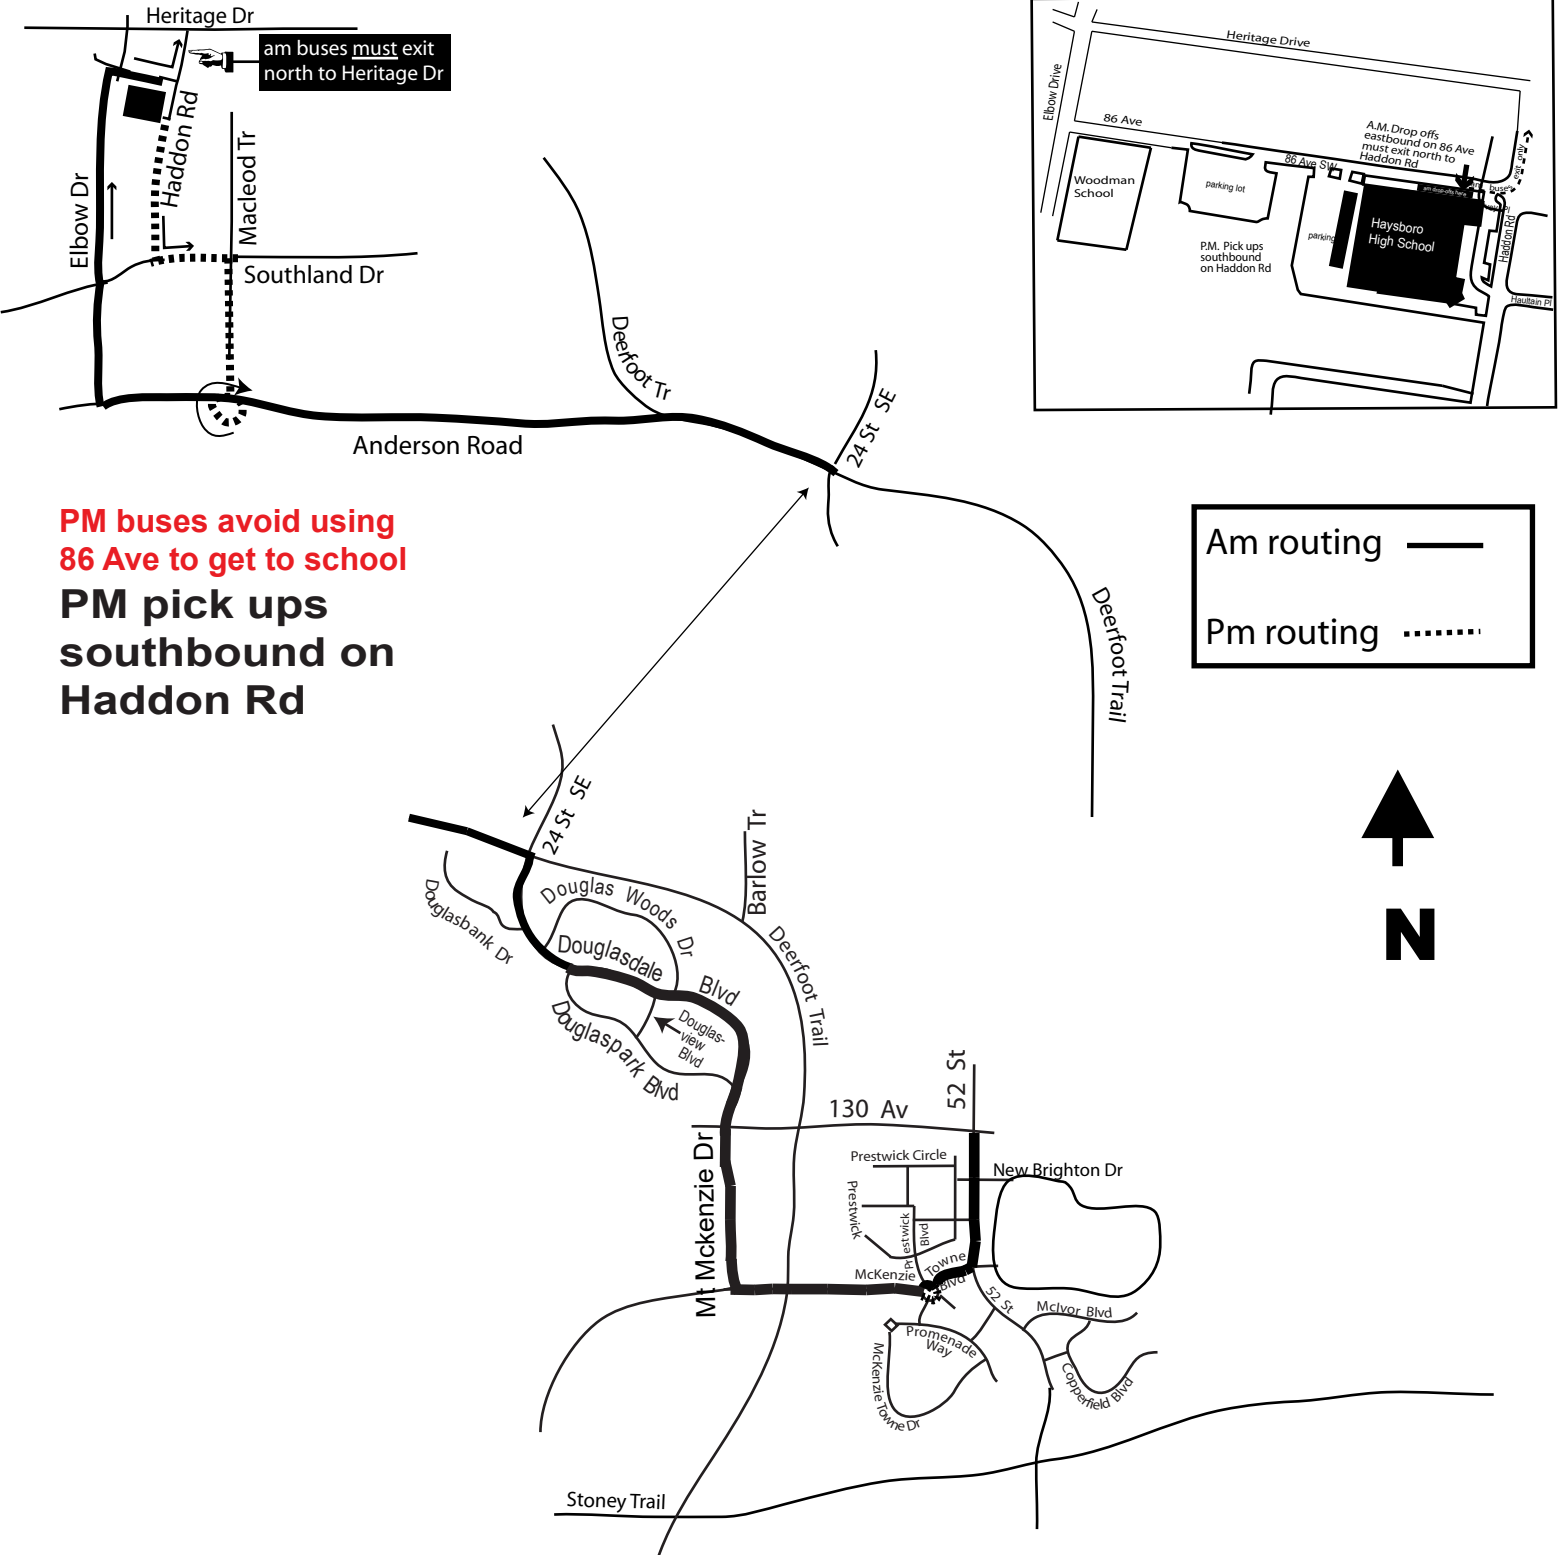 Heritage Dr
am buses must exit
north to Heritage Dr
Haddon Rd
Macleod Tr
Elbow Dr
Southland Dr
Deerfoot Tr
24 St SE
Anderson Road
Heritage Drive
Elbow Drive
86 Ave
A.M. Drop offs
eastbound on 86 Ave
must exit north to
Haddon Rd
86 Ave SW
exit only
Woodman
School
parking lot
am drop-offs here
buses
Haysboro
High School
parking
P.M. Pick ups
southbound
on Haddon Rd
Haddon Rd
Haultain Pl
PM buses avoid using
86 Ave to get to school
PM pick ups
southbound on
Haddon Rd
Am routing
Pm routing
Deerfoot Trail
N
24 St SE
Barlow Tr
Douglas Woods Dr
Douglasbank Dr
Douglasdale Blvd
Deerfoot Trail
Douglas-
view
Blvd
Douglaspark Blvd
52 St
130 Av
Mt Mckenzie Dr
Prestwick Circle
New Brighton Dr
Prestwick
Prestwick
Blvd
McKenzie Towne
Blvd
52 St
McIvor Blvd
Promenade
Way
McKenzie Towne Dr
Copperfield Blvd
Stoney Trail